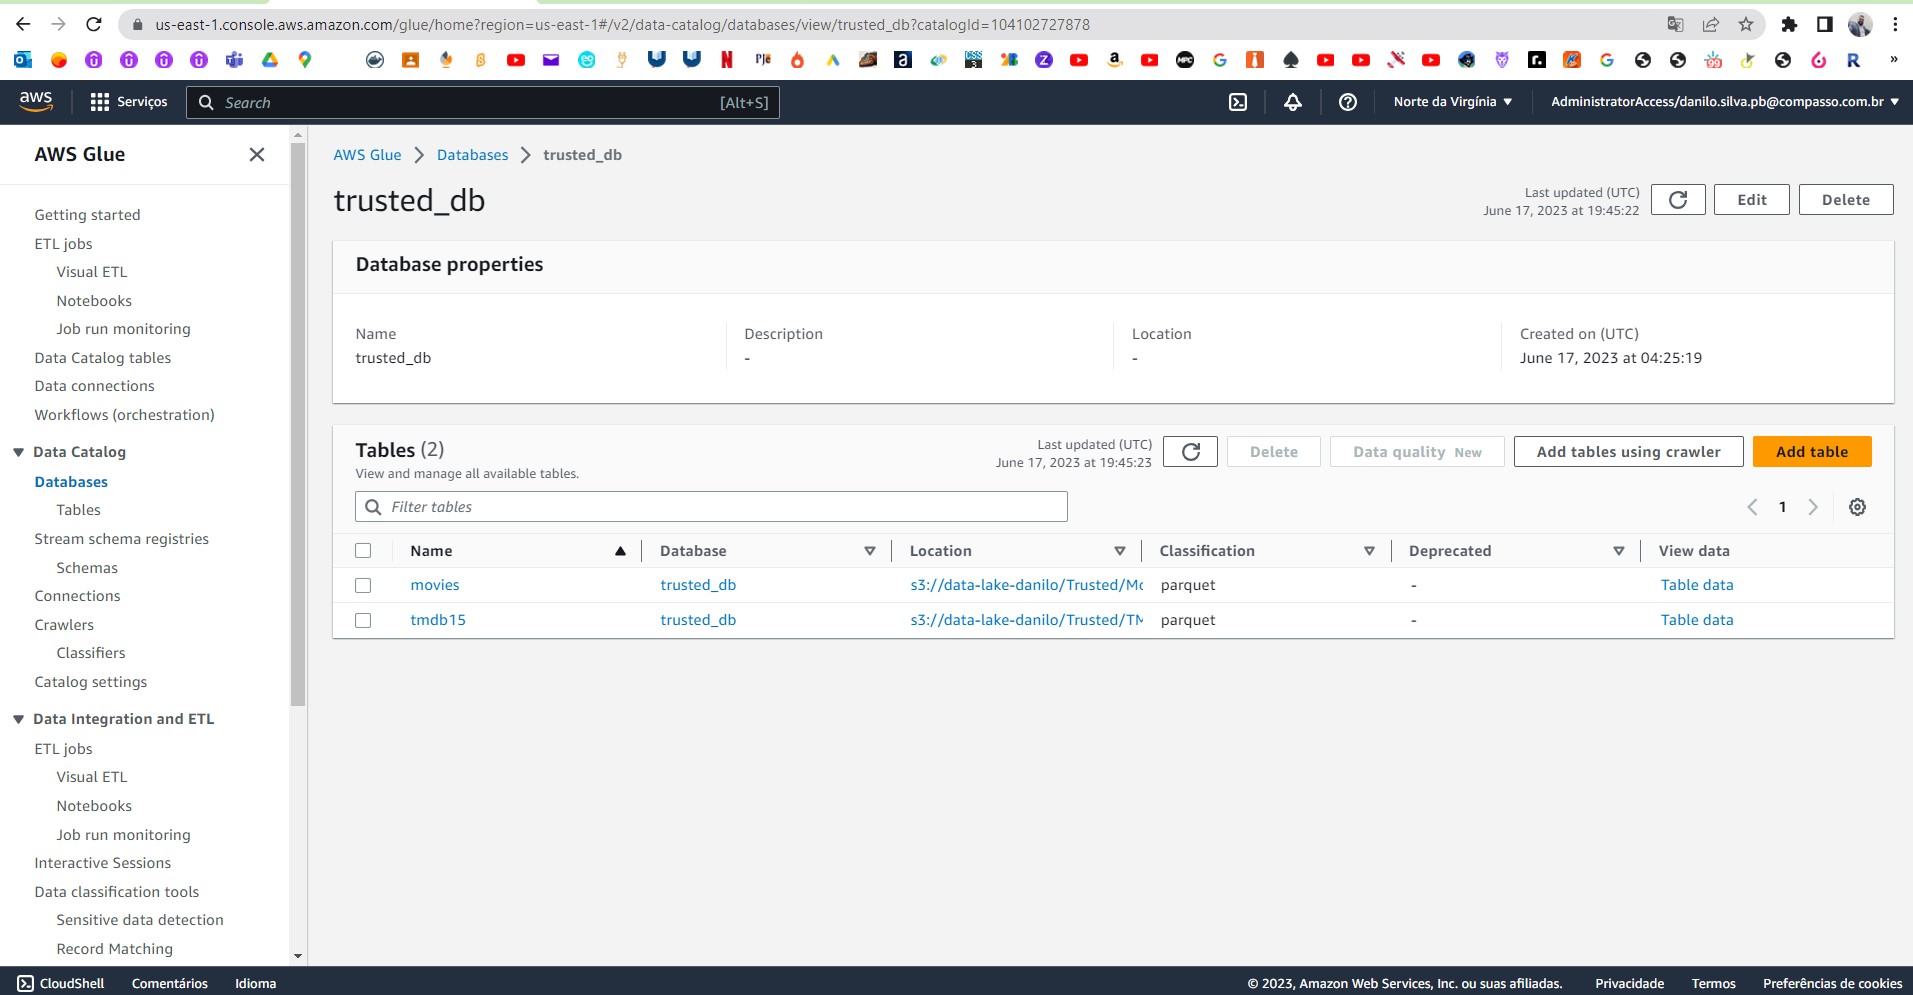 us-east-1.console.aws.amazon.com/glue/home?region=us-east-1#/v2/data-catalog/databases/view/trusted_db?catalogId=104102727878
aws
Serviços
Search [Alt+S]
Norte da Virgínia ▼
AdministratorAccess/danilo.silva.pb@compasso.com.br ▼
AWS Glue
Getting started
ETL jobs
Visual ETL
Notebooks
Job run monitoring
Data Catalog tables
Data connections
Workflows (orchestration)
Data Catalog
Databases
Tables
Stream schema registries
Schemas
Connections
Crawlers
Classifiers
Catalog settings
Data Integration and ETL
ETL jobs
Visual ETL
Notebooks
Job run monitoring
Interactive Sessions
Data classification tools
Sensitive data detection
Record Matching
AWS Glue > Databases > trusted_db
trusted_db
Last updated (UTC)
June 17, 2023 at 19:45:22
Edit
Delete
Database properties
Name
trusted_db
Description
-
Location
-
Created on (UTC)
June 17, 2023 at 04:25:19
Tables (2)
View and manage all available tables.
Last updated (UTC)
June 17, 2023 at 19:45:23
Delete
Data quality New
Add tables using crawler
Add table
Filter tables
1
Name Database Location Classification Deprecated View data
movies trusted_db s3://data-lake-danilo/Trusted/Mo parquet - Table data
tmdb15 trusted_db s3://data-lake-danilo/Trusted/TM parquet - Table data
CloudShell
Comentários
Idioma
© 2023, Amazon Web Services, Inc. ou suas afiliadas.
Privacidade
Termos
Preferências de cookies